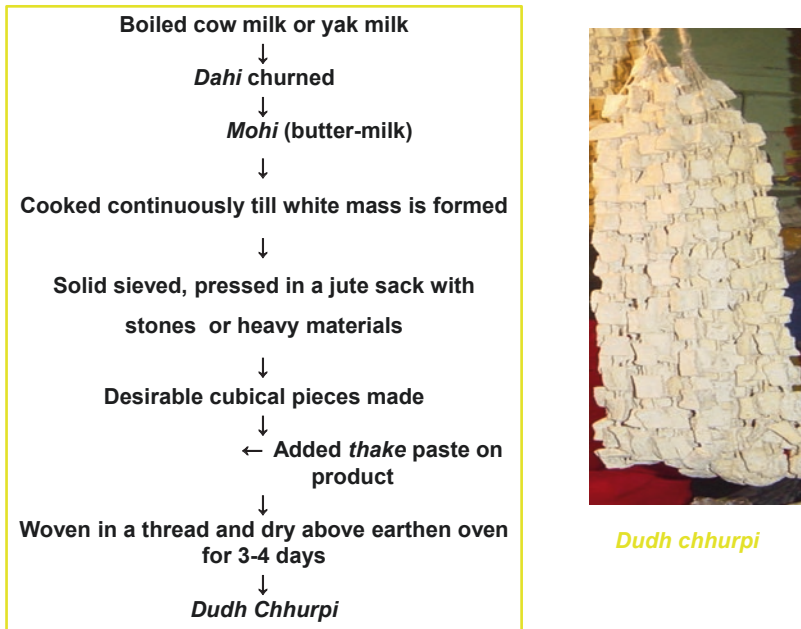 Boiled cow milk or yak milk
↓
Dahi churned
↓
Mohi (butter-milk)
↓
Cooked continuously till white mass is formed
↓
Solid sieved, pressed in a jute sack with
stones or heavy materials
↓
Desirable cubical pieces made
↓
← Added thake paste on
product
↓
Woven in a thread and dry above earthen oven
for 3-4 days
↓
Dudh Chhurpi
Dudh chhurpi